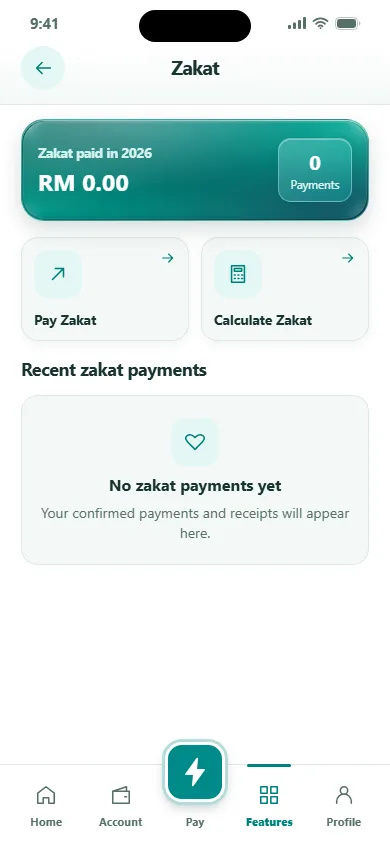 9:41
Zakat
Zakat paid in 2026
RM 0.00
0
Payments
Pay Zakat
Calculate Zakat
Recent zakat payments
No zakat payments yet
Your confirmed payments and receipts will appear
here.
Home
Account
Pay
Features
Profile